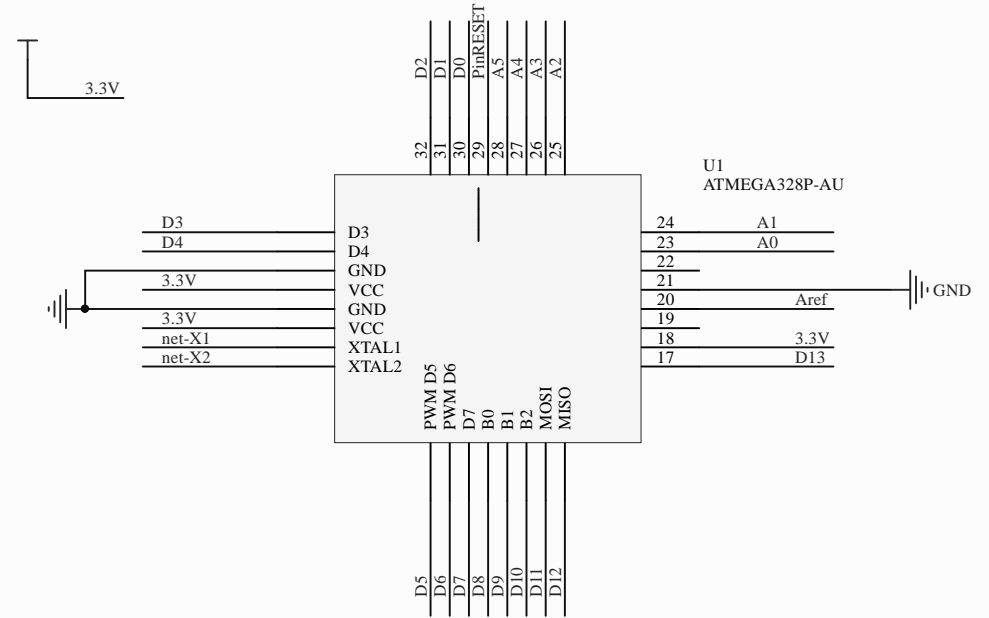 3.3V
D2
D1
D0
PinRESET
A5
A4
A3
A2
32
31
30
29
28
27
26
25
U1
ATMEGA328P-AU
D3
D4
3.3V
3.3V
net-X1
net-X2
D3
D4
GND
VCC
GND
VCC
XTAL1
XTAL2
24 A1
23 A0
22
21 GND
20 Aref
19
18 3.3V
17 D13
PWM D5
PWM D6
D7
B0
B1
B2
MOSI
MISO
D5
D6
D7
D8
D9
D10
D11
D12